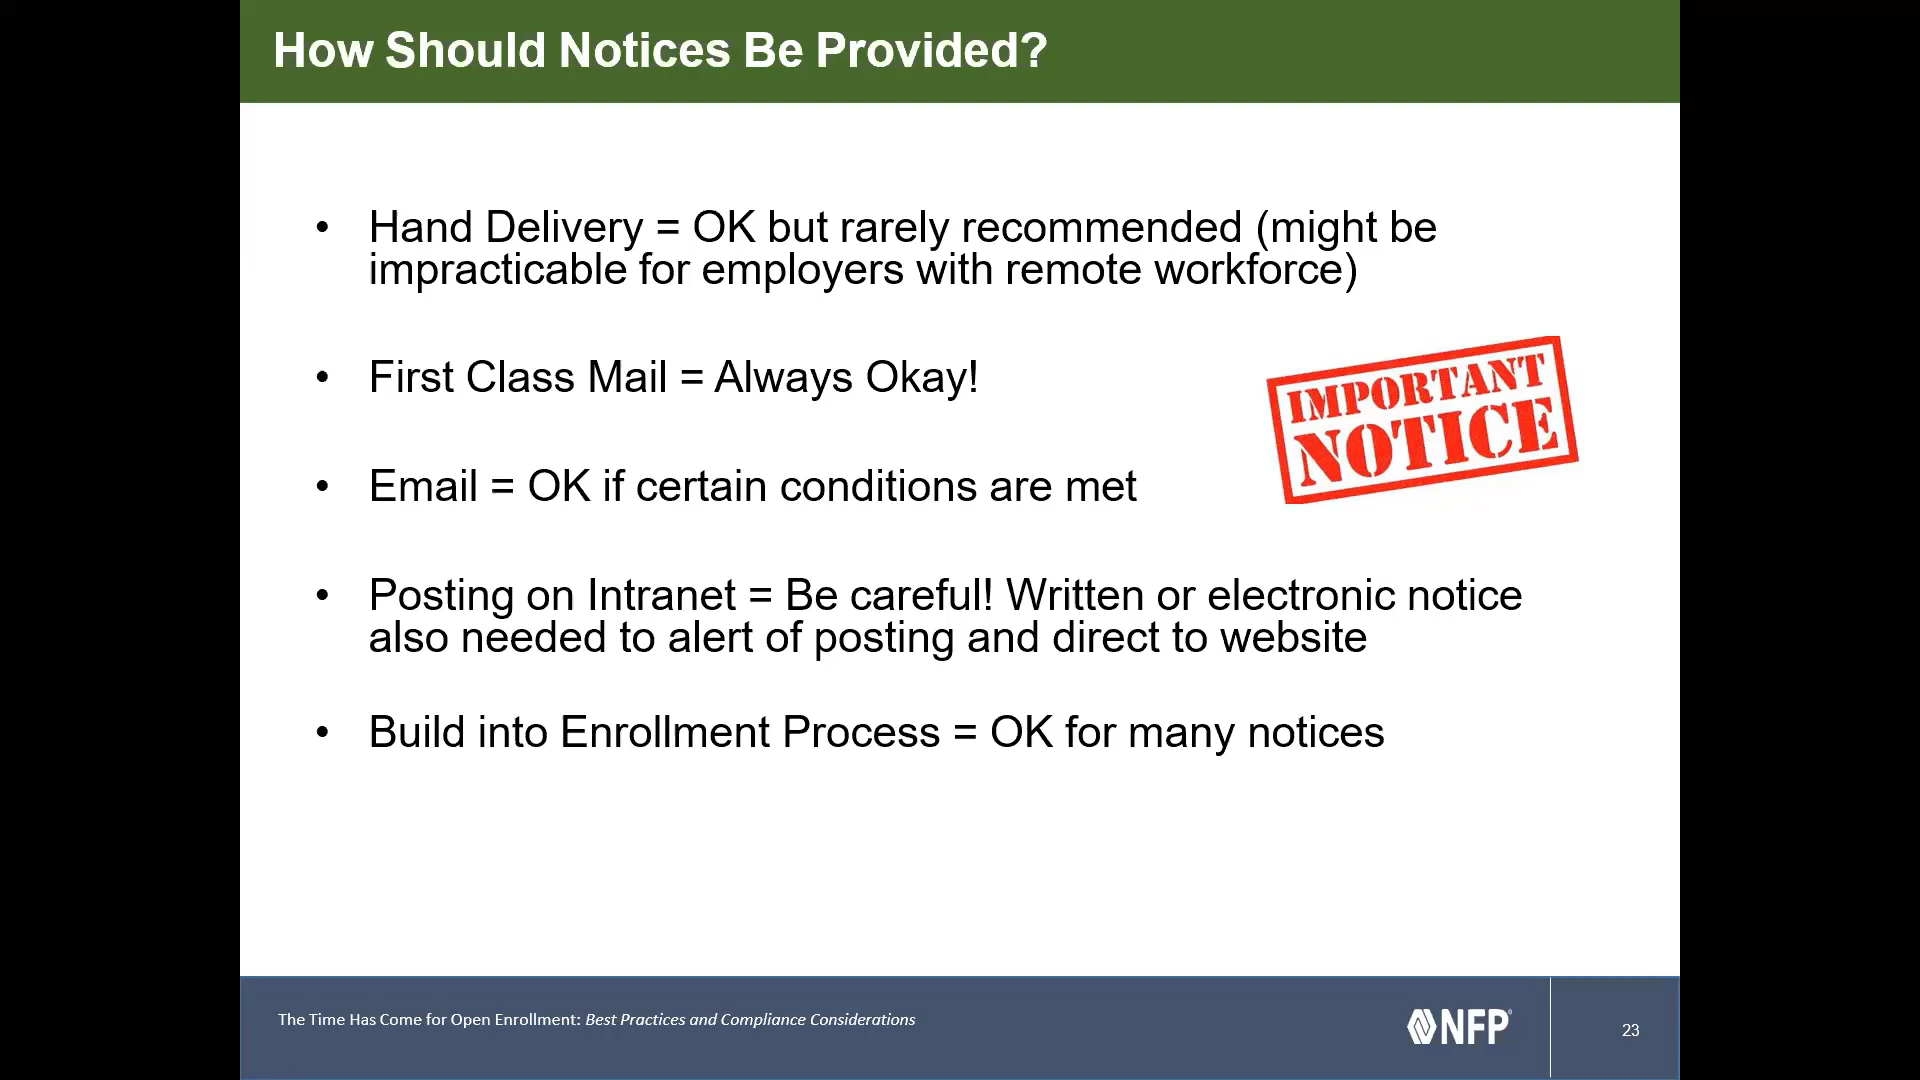 How Should Notices Be Provided?
• Hand Delivery = OK but rarely recommended (might be
impracticable for employers with remote workforce)
• First Class Mail = Always Okay!
IMPORTANT
NOTICE
• Email = OK if certain conditions are met
• Posting on Intranet = Be careful! Written or electronic notice
also needed to alert of posting and direct to website
• Build into Enrollment Process = OK for many notices
The Time Has Come for Open Enrollment: Best Practices and Compliance Considerations
NFP®
23